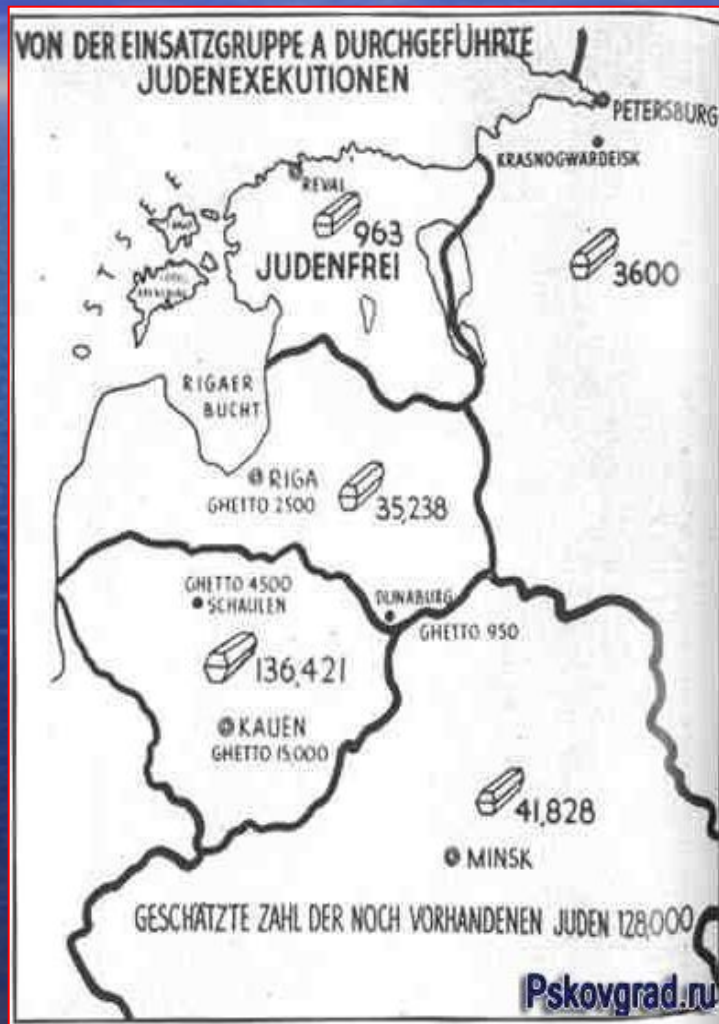 VON DER EINSATZGRUPPE A DURCHGEFÜHRTE
JUDENEXEKUTIONEN
PETERSBURG
KRASNOGWARDEISK
REVAL
963
JUDENFREI
3600
OSTSEE
RIGAER
BUCHT
RIGA
GHETTO 2500
35,238
GHETTO 4500
SCHAULEN
DUNABURG
GHETTO 950
136,421
KAUEN
GHETTO 15,000
41,828
MINSK
GESCHÄTZTE ZAHL DER NOCH VORHANDENEN JUDEN 128,000
Pskovgrad.ru